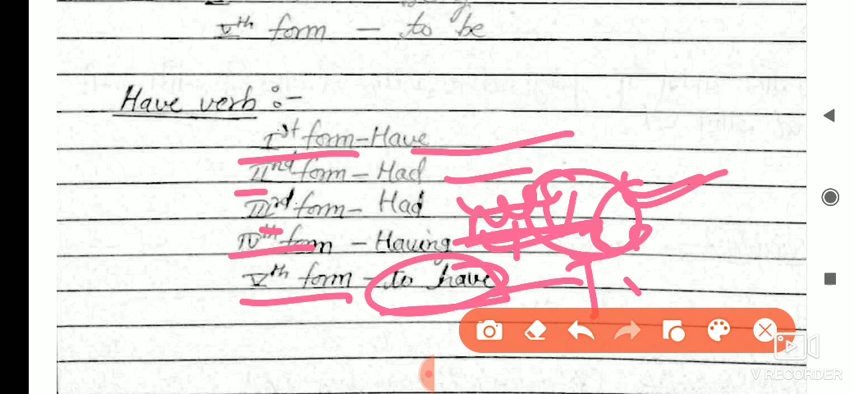 Vth form - to be
Have verb :-
Ist form - Have
IInd form - Had
IIIrd form - Had
IVth form - Having
Vth form - to have
V RECORDER